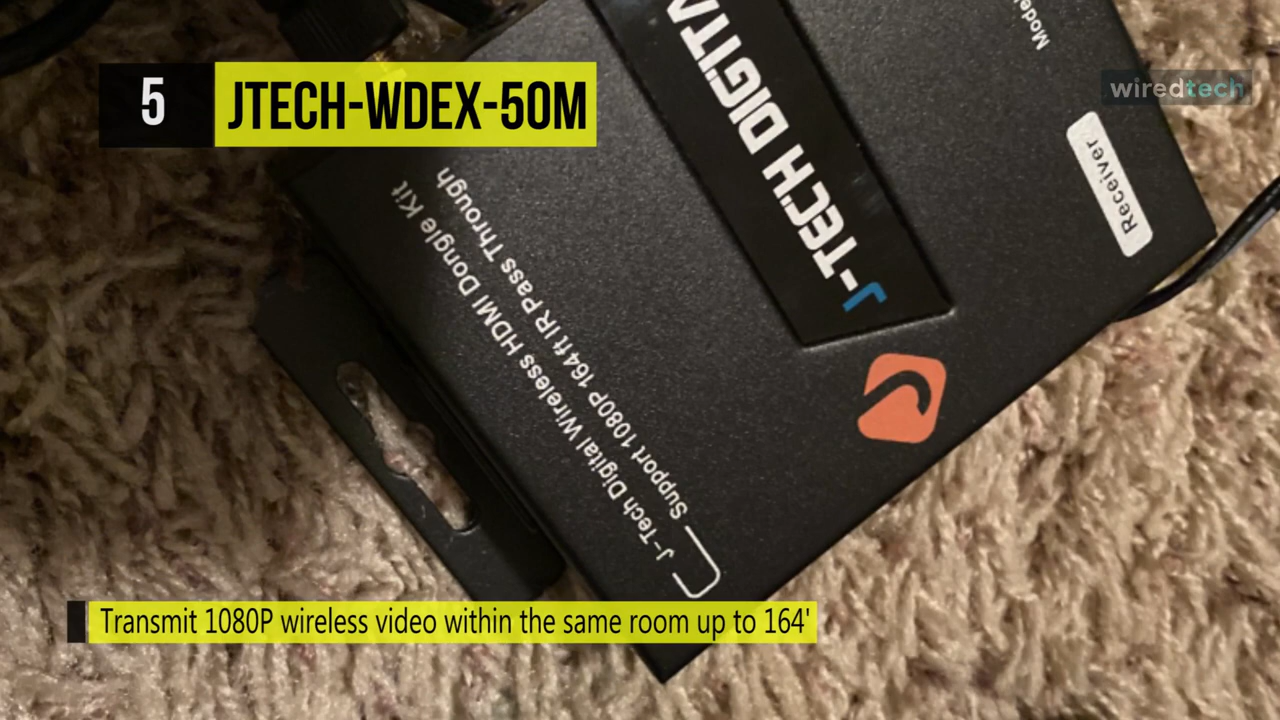 5
JTECH-WDEX-50M
wiredtech
Model
Receiver
J-TECH DIGITA
J-Tech Digital Wireless HDMI Dongle Kit
Support 1080P 164ft IR Pass Through
Transmit 1080P wireless video within the same room up to 164'